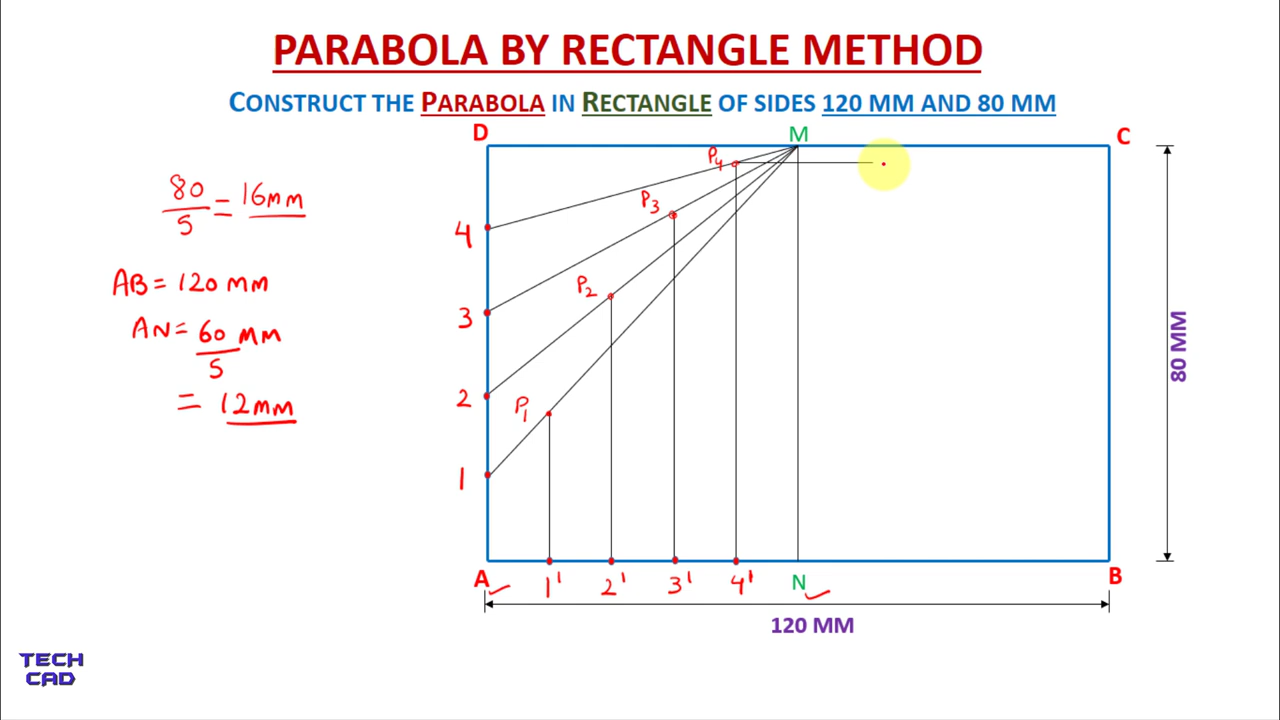 PARABOLA BY RECTANGLE METHOD
CONSTRUCT THE PARABOLA IN RECTANGLE OF SIDES 120 MM AND 80 MM
D
M
C
P4
80/5 = 16mm
P3
4
AB = 120 mm
P2
3
AN = 60 mm
5
80 MM
= 12mm
2
P1
1
A
1'
2'
3'
4'
N
B
120 MM
TECH
CAD